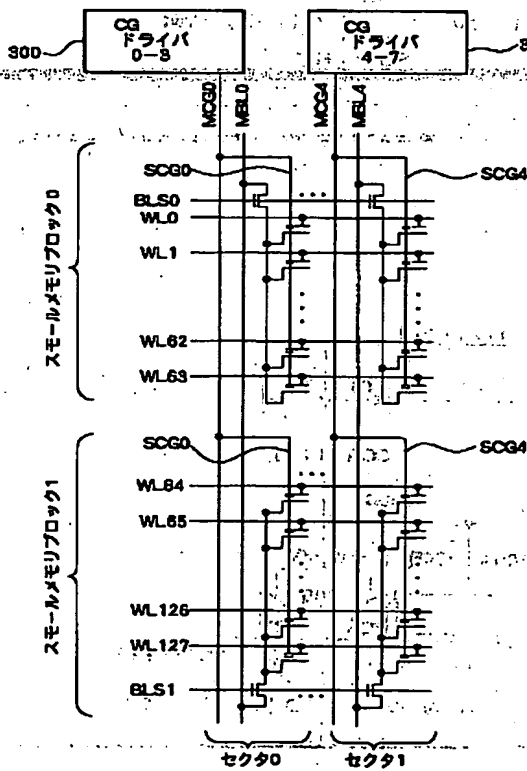 CG
ドライバ
0-3
CG
ドライバ
4-7
300
3
MCG0
MBL0
MCG4
MBL4
SCG0
SCG4
BLS0
WL0
WL1
WL62
WL63
スモールメモリブロック0
SCG0
SCG4
WL64
WL65
WL126
WL127
BLS1
スモールメモリブロック1
セクタ0
セクタ1